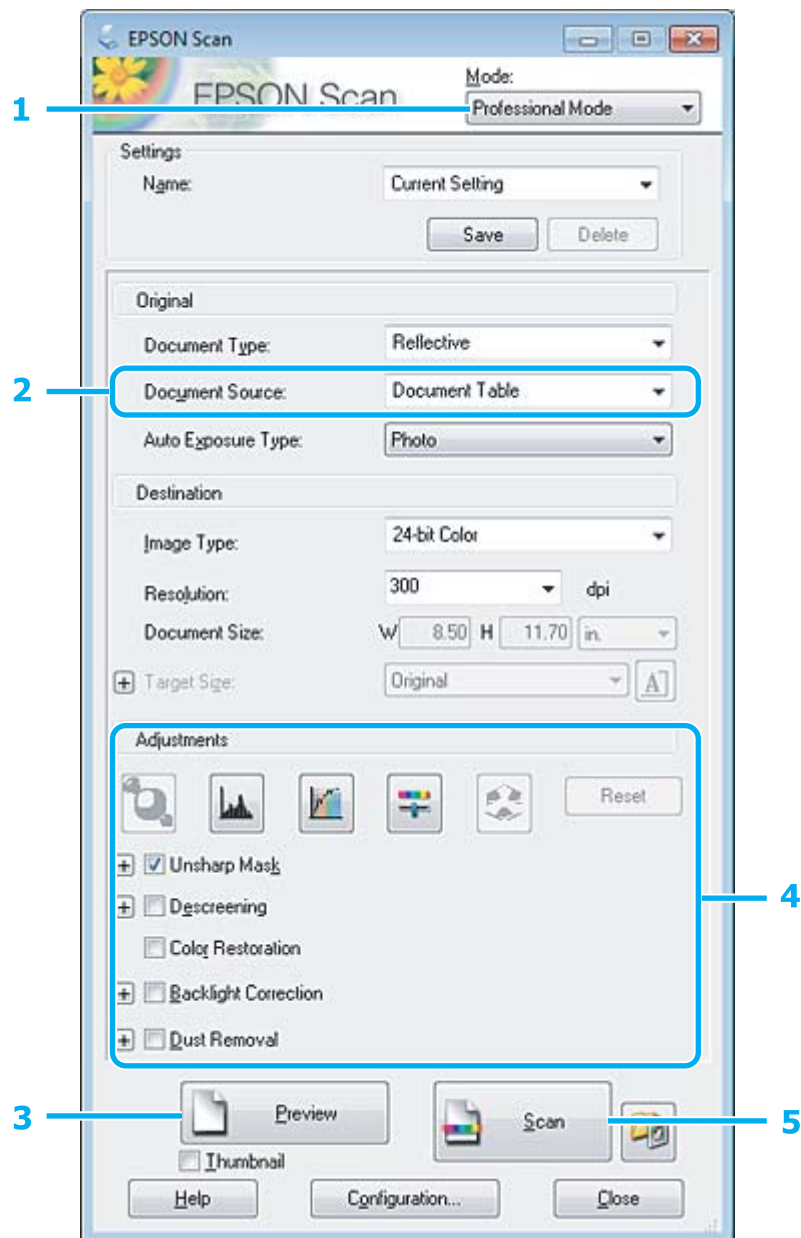 EPSON Scan
EPSON Scan
Mode:
1
Professional Mode
Settings
Name:
Current Setting
Save
Delete
Original
Document Type:
Reflective
2
Document Source:
Document Table
Auto Exposure Type:
Photo
Destination
Image Type:
24-bit Color
Resolution:
300
dpi
Document Size:
W 8.50 H 11.70 in.
Target Size:
Original
A
Adjustments
Reset
Unsharp Mask
4
Descreening
Color Restoration
Backlight Correction
Dust Removal
3
Preview
Scan
5
Thumbnail
Help
Configuration...
Close